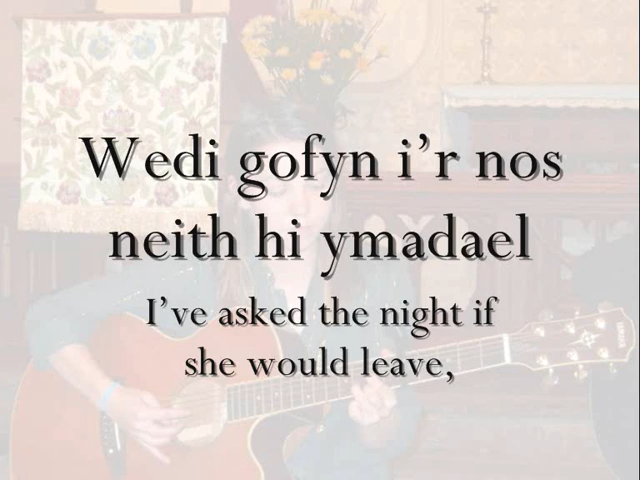 Wedi gofyn i'r nos
neith hi ymadael
I've asked the night if
she would leave,